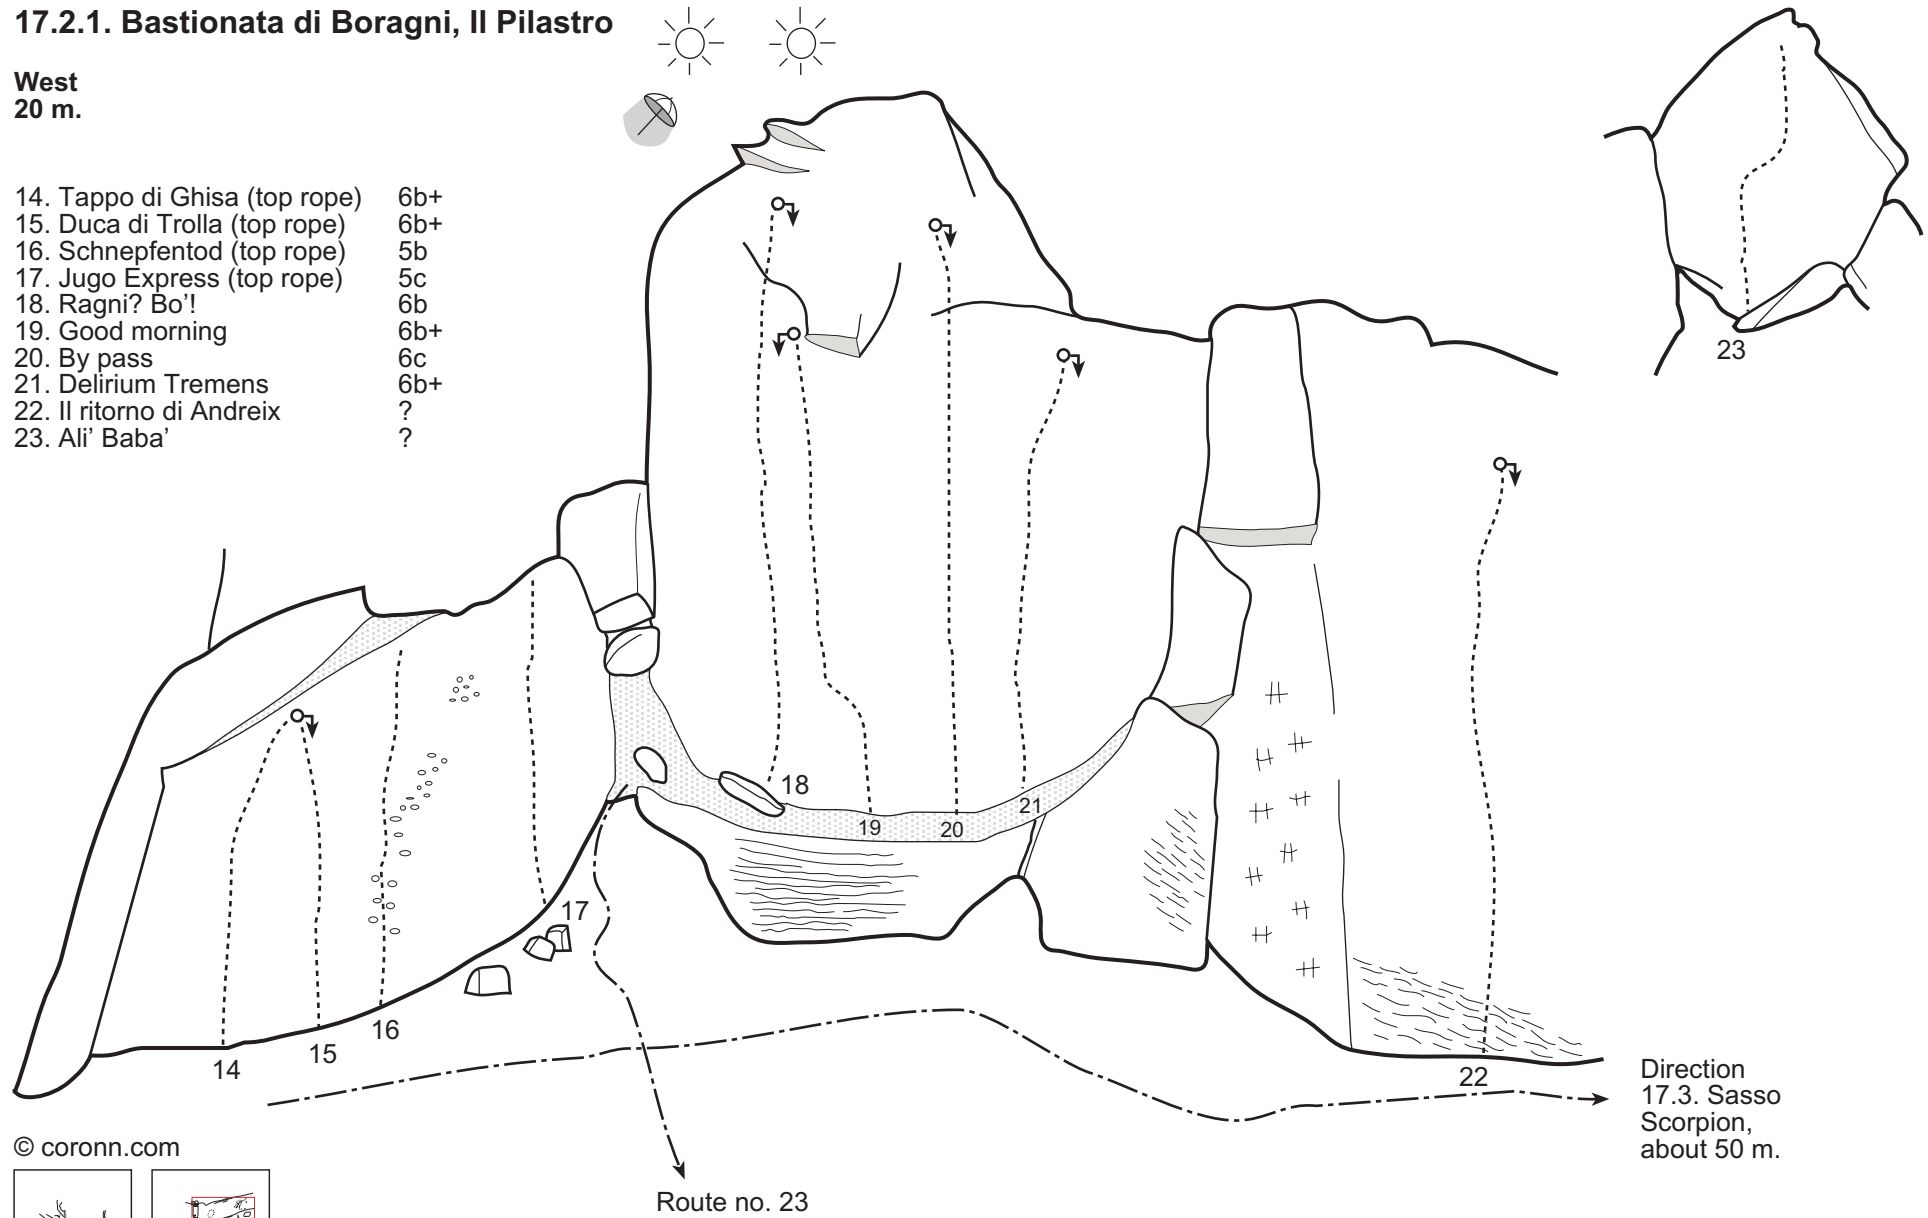 17.2.1. Bastionata di Boragni, Il Pilastro
West
20 m.
14. Tappo di Ghisa (top rope) 6b+
15. Duca di Trolla (top rope) 6b+
16. Schnepfentod (top rope) 5b
17. Jugo Express (top rope) 5c
18. Ragni? Bo’! 6b
19. Good morning 6b+
20. By pass 6c
21. Delirium Tremens 6b+
22. Il ritorno di Andreix ?
23. Ali’ Baba’ ?
23
18
19
20
21
17
16
15
14
22
Direction
17.3. Sasso
Scorpion,
about 50 m.
© coronn.com
Route no. 23